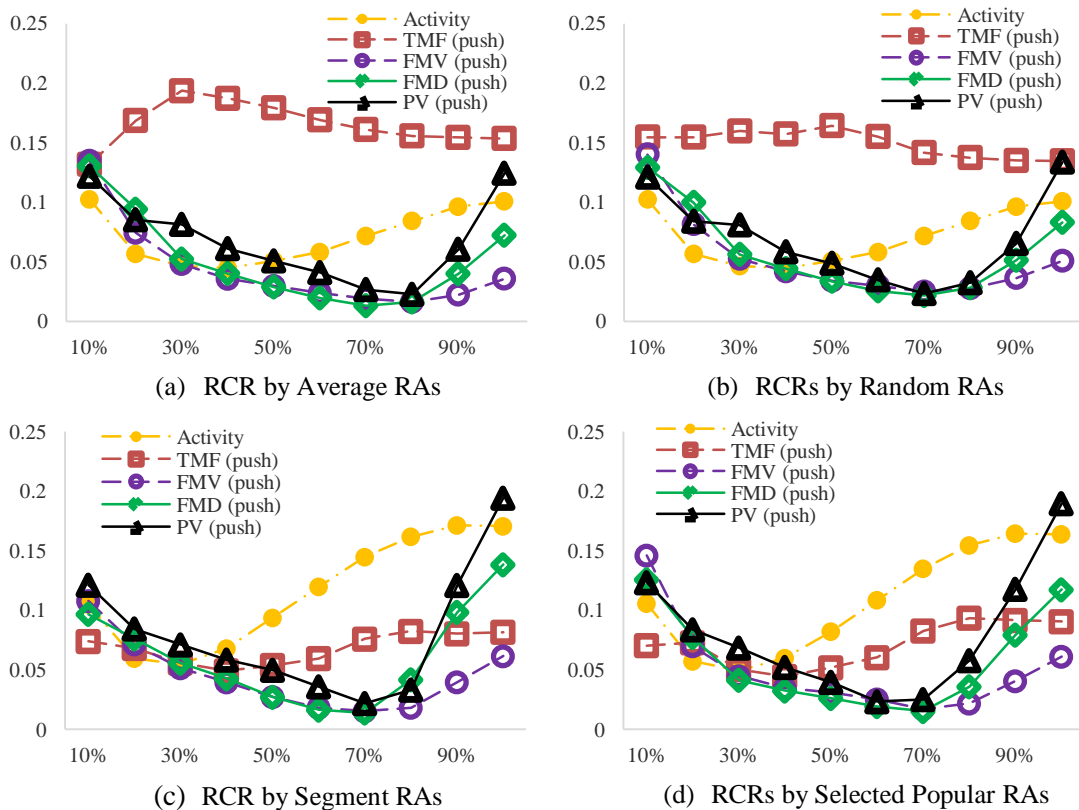 0.25
0.2
0.15
0.1
0.05
0
Activity
TMF (push)
FMV (push)
FMD (push)
PV (push)
10% 30% 50% 70% 90%
(a) RCR by Average RAs
0.25
0.2
0.15
0.1
0.05
0
Activity
TMF (push)
FMV (push)
FMD (push)
PV (push)
10% 30% 50% 70% 90%
(b) RCRs by Random RAs
0.25
0.2
0.15
0.1
0.05
0
Activity
TMF (push)
FMV (push)
FMD (push)
PV (push)
10% 30% 50% 70% 90%
(c) RCR by Segment RAs
0.25
0.2
0.15
0.1
0.05
0
Activity
TMF (push)
FMV (push)
FMD (push)
PV (push)
10% 30% 50% 70% 90%
(d) RCRs by Selected Popular RAs